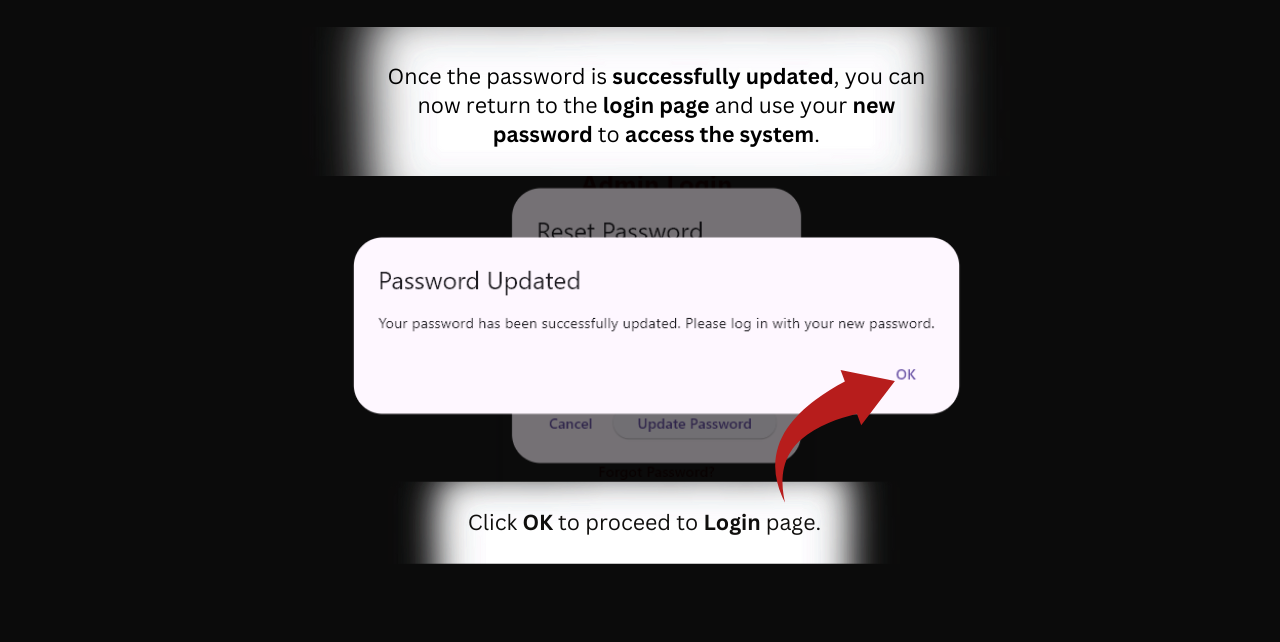 Once the password is successfully updated, you can
now return to the login page and use your new
password to access the system.
Admin Login
Reset Password
Password Updated
Your password has been successfully updated. Please log in with your new password.
OK
Cancel Update Password
Forgot Password?
Click OK to proceed to Login page.